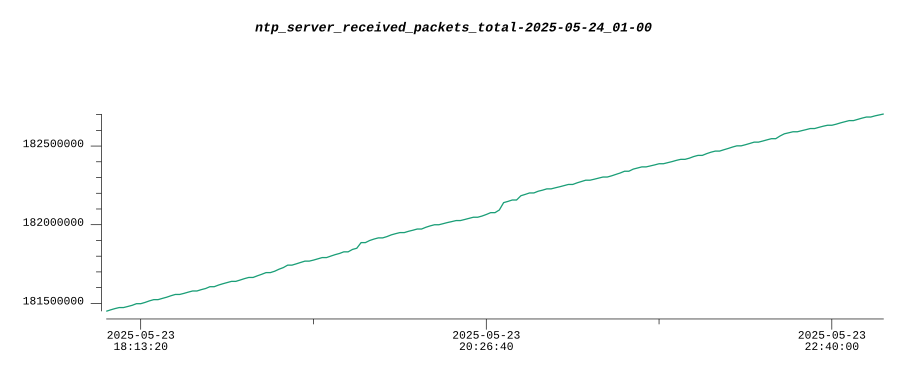 ntp_server_received_packets_total-2025-05-24_01-00
182500000
182000000
181500000
2025-05-23 2025-05-23 2025-05-23
18:13:20 20:26:40 22:40:00